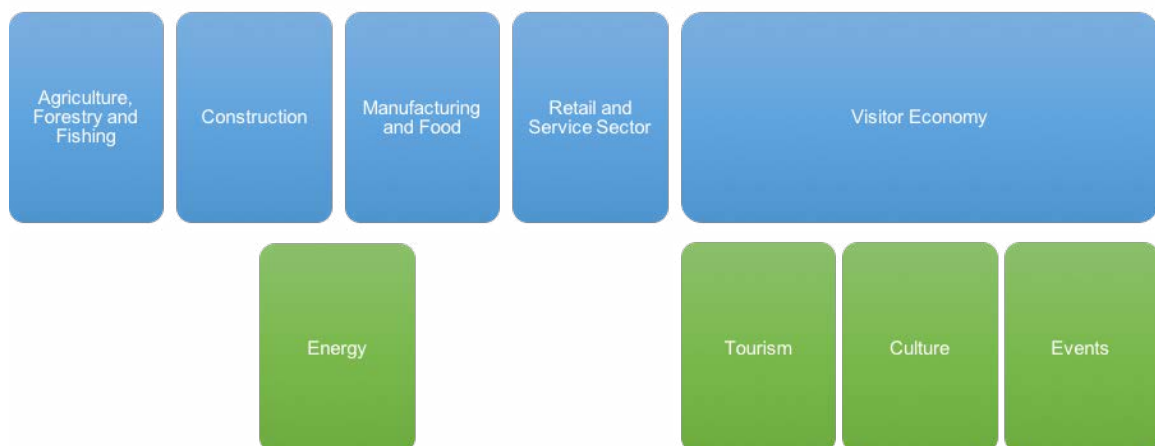 Agriculture,
Forestry and
Fishing
Construction
Manufacturing
and Food
Retail and
Service Sector
Visitor Economy
Energy
Tourism
Culture
Events